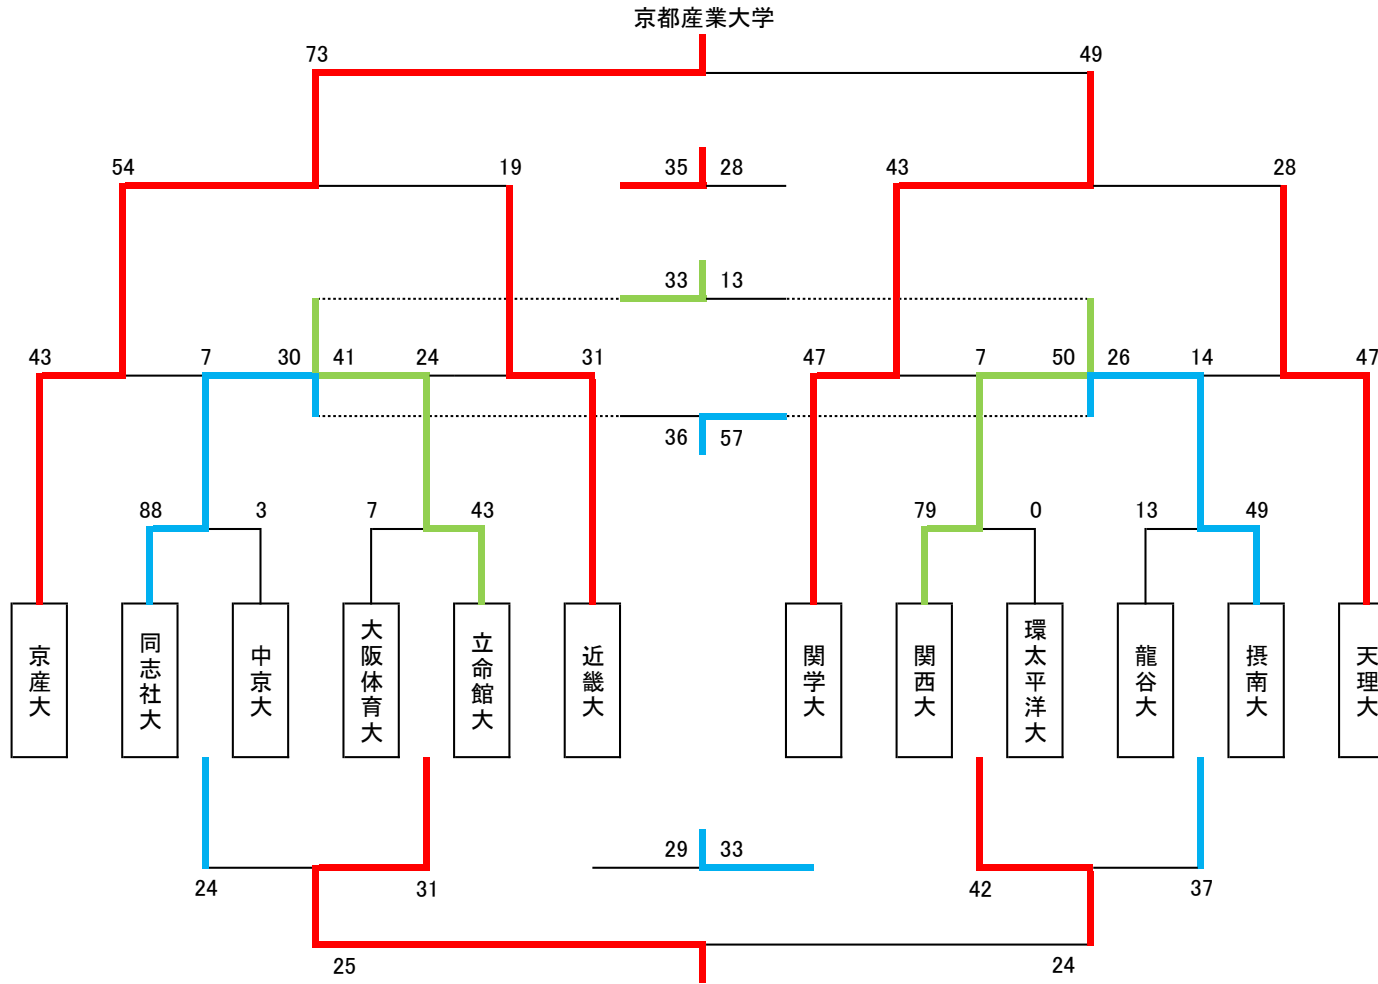 京都産業大学
73 49
54 19 35 28 43 28
33 13
43 7 30 41 24 31 47 7 50 26 14 47
36 57
88 3 7 43 79 0 13 49
京産大
同志社大
中京大
大阪体育大
立命館大
近畿大
関学大
関西大
環太平洋大
龍谷大
摂南大
天理大
29 33
24 31 42 37
25 24